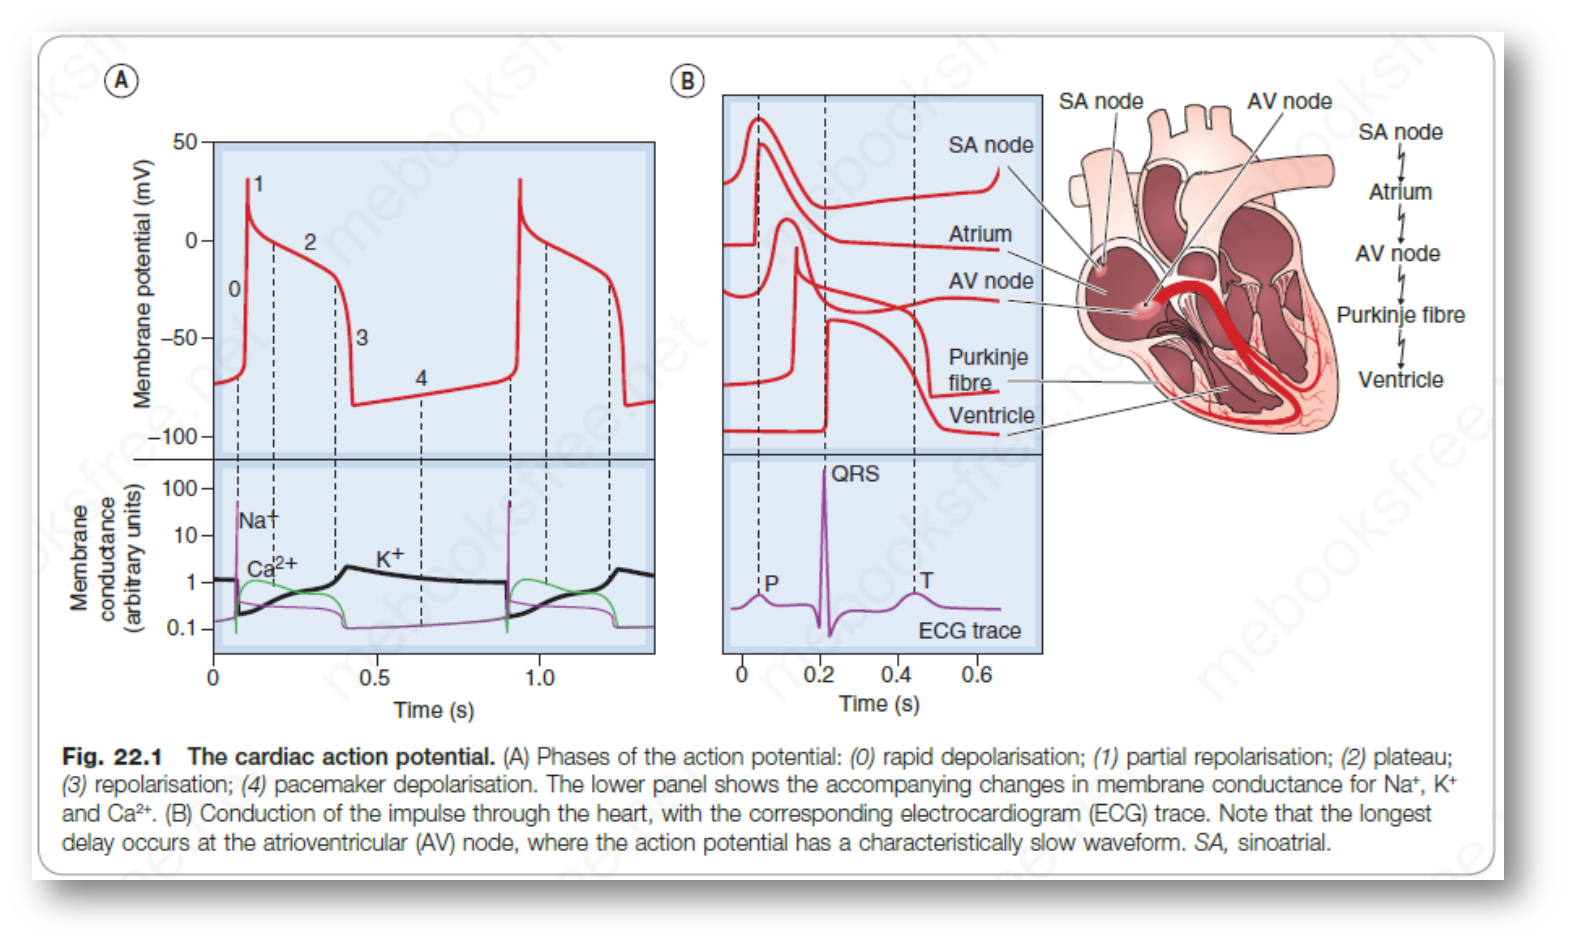 A
50
0
−50
−100
Membrane potential (mV)
0
1
2
3
4
100
10
1
0.1
Membrane
conductance
(arbitrary units)
Na+
Ca2+
K+
0
0.5
1.0
Time (s)
B
SA node
Atrium
AV node
Purkinje
fibre
Ventricle
QRS
P
T
ECG trace
0
0.2
0.4
0.6
Time (s)
SA node
AV node
SA node
Atrium
AV node
Purkinje fibre
Ventricle
Fig. 22.1 The cardiac action potential. (A) Phases of the action potential: (0) rapid depolarisation; (1) partial repolarisation; (2) plateau;
(3) repolarisation; (4) pacemaker depolarisation. The lower panel shows the accompanying changes in membrane conductance for Na+, K+
and Ca2+. (B) Conduction of the impulse through the heart, with the corresponding electrocardiogram (ECG) trace. Note that the longest
delay occurs at the atrioventricular (AV) node, where the action potential has a characteristically slow waveform. SA, sinoatrial.
mebooksfree.net